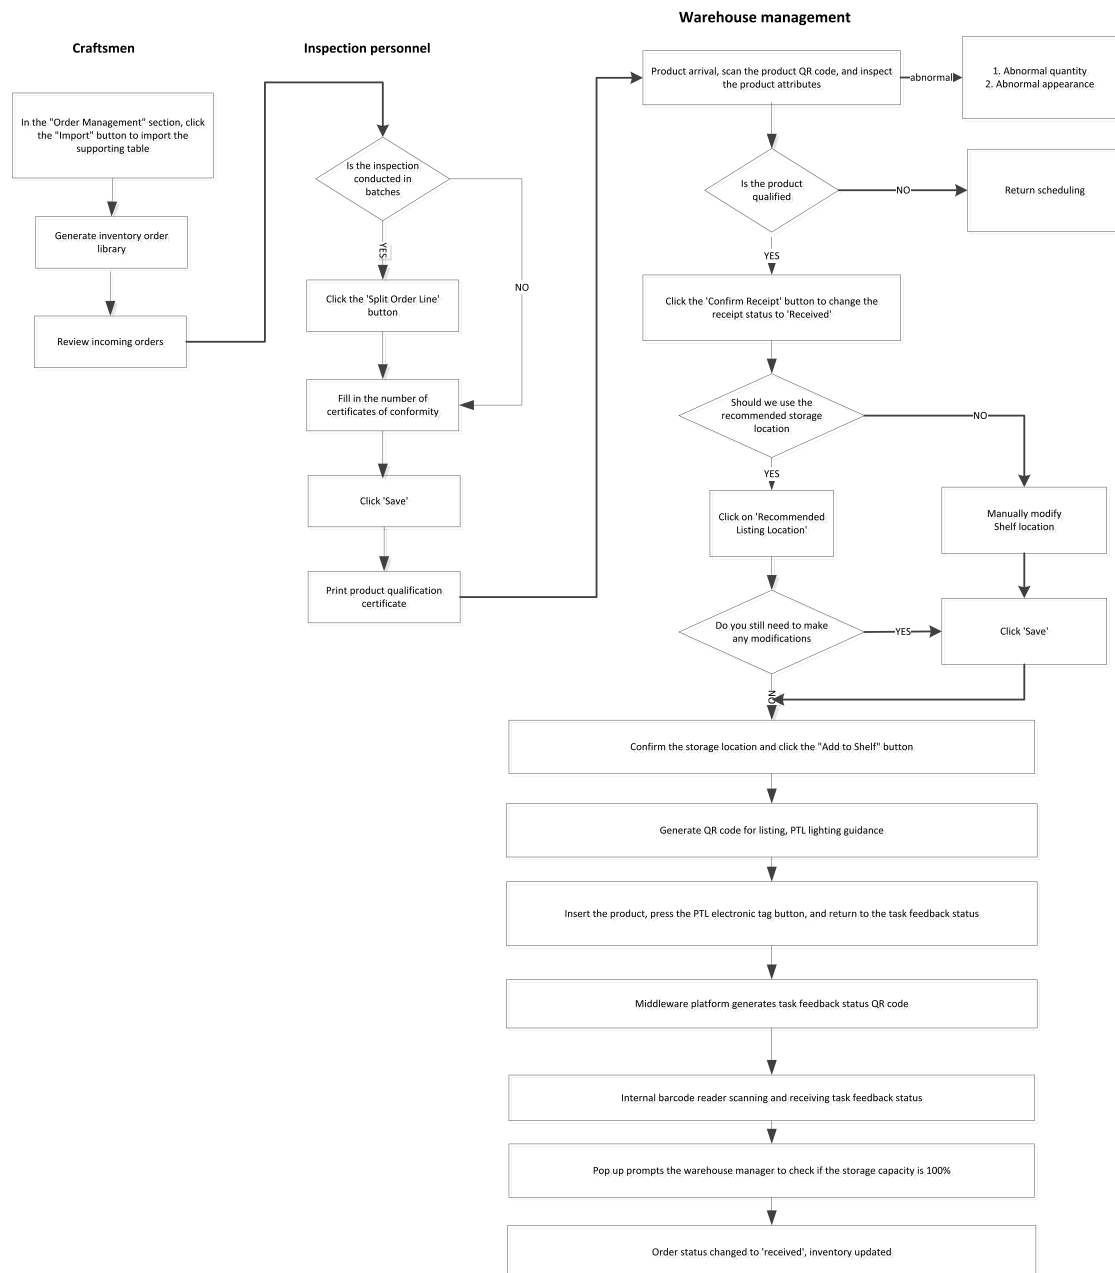 Warehouse management
Craftsmen
Inspection personnel
In the "Order Management" section, click
the "Import" button to import the
supporting table
Generate inventory order
library
Review incoming orders
Is the inspection
conducted in
batches
YES
NO
Click the 'Split Order Line'
button
Fill in the number of
certificates of conformity
Click 'Save'
Print product qualification
certificate
Product arrival, scan the product QR code, and inspect
the product attributes
abnormal
1. Abnormal quantity
2. Abnormal appearance
Is the product
qualified
NO
Return scheduling
YES
Click the 'Confirm Receipt' button to change the
receipt status to 'Received'
Should we use the
recommended storage
location
NO
YES
Click on 'Recommended
Listing Location'
Manually modify
Shelf location
Do you still need to make
any modifications
YES
Click 'Save'
NO
Confirm the storage location and click the "Add to Shelf" button
Generate QR code for listing, PTL lighting guidance
Insert the product, press the PTL electronic tag button, and return to the task feedback status
Middleware platform generates task feedback status QR code
Internal barcode reader scanning and receiving task feedback status
Pop up prompts the warehouse manager to check if the storage capacity is 100%
Order status changed to 'received', inventory updated